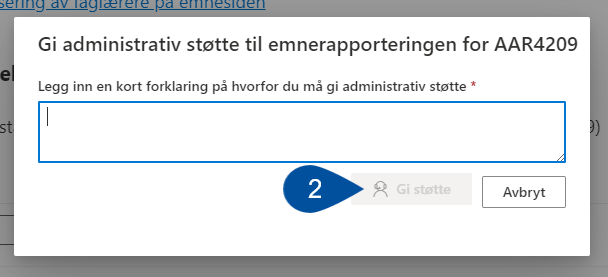 sering av faglærere på emnesiden
Gi administrativ støtte til emnerapporteringen for AAR4209
Legg inn en kort forklaring på hvorfor du må gi administrativ støtte *
9)
2
Gi støtte
Avbryt